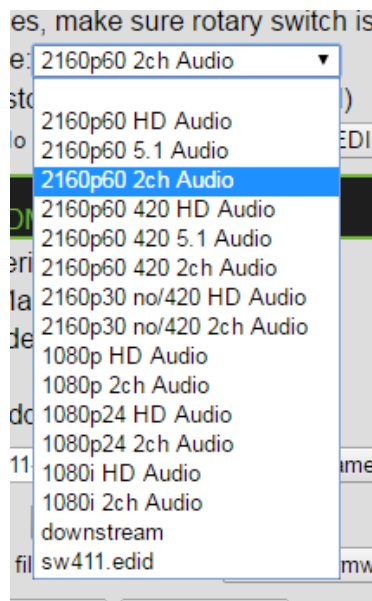 es, make sure rotary switch is
e: 2160p60 2ch Audio
2160p60 HD Audio
2160p60 5.1 Audio
2160p60 2ch Audio
2160p60 420 HD Audio
2160p60 420 5.1 Audio
2160p60 420 2ch Audio
2160p30 no/420 HD Audio
2160p30 no/420 2ch Audio
1080p HD Audio
1080p 2ch Audio
1080p24 HD Audio
1080p24 2ch Audio
1080i HD Audio
1080i 2ch Audio
downstream
sw411.edid